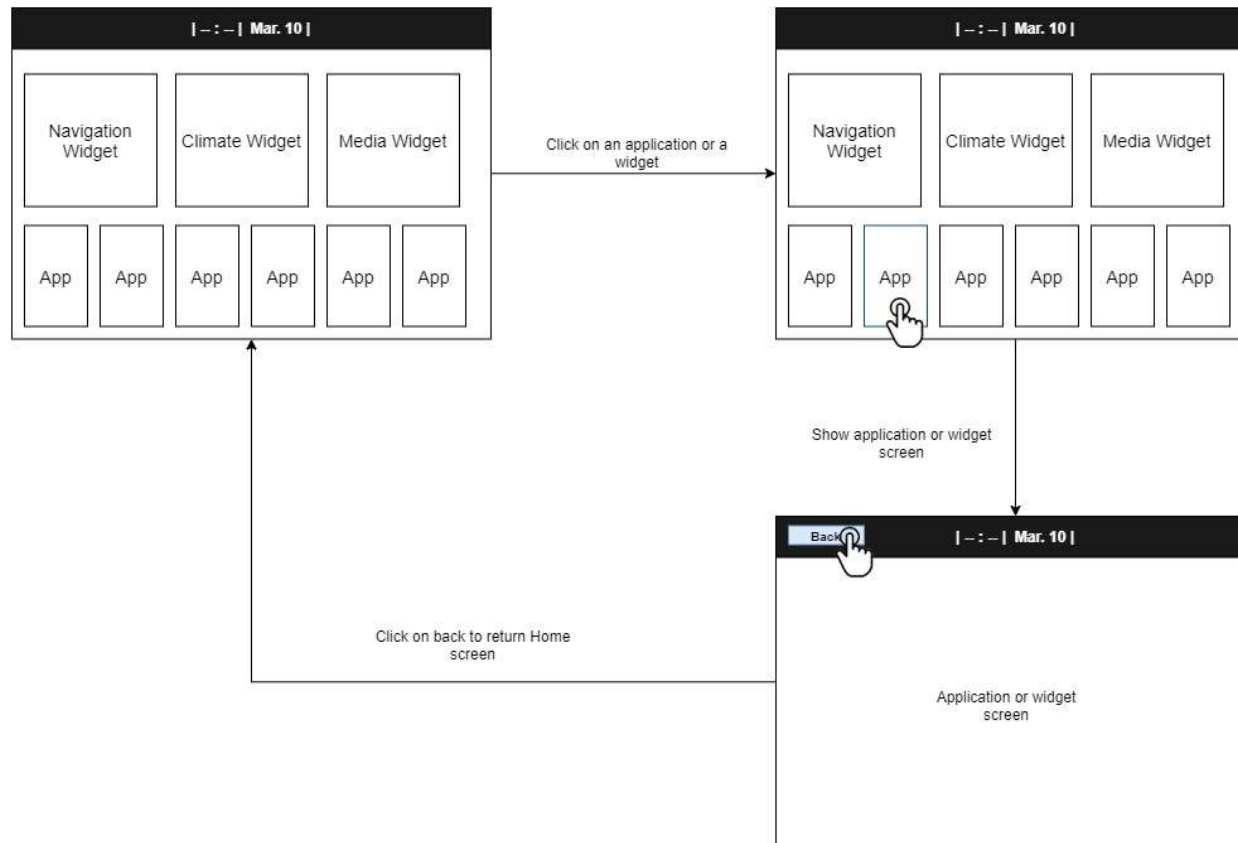 | -- : -- | Mar. 10 |
| -- : -- | Mar. 10 |
Navigation
Widget
Climate Widget
Media Widget
Click on an application or a
widget
Navigation
Widget
Climate Widget
Media Widget
App
App
App
App
App
App
App
App
App
App
App
App
Show application or widget
screen
Back
| -- : -- | Mar. 10 |
Click on back to return Home
screen
Application or widget
screen